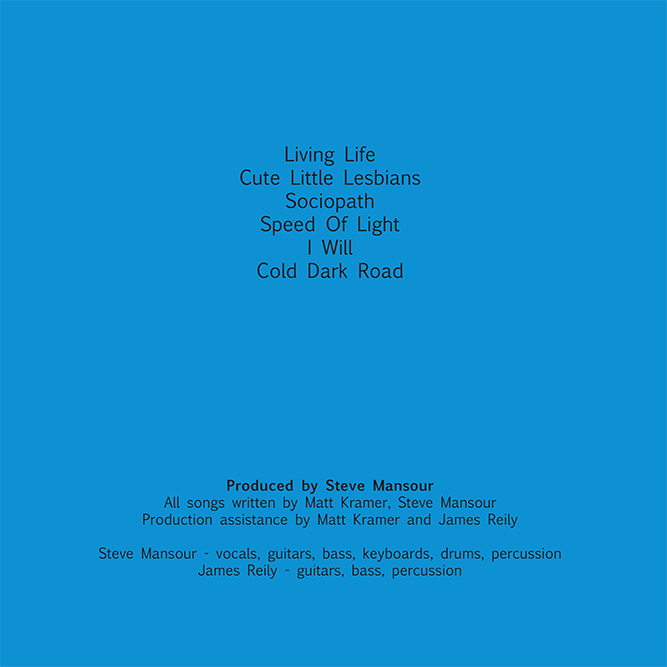 Living Life
Cute Little Lesbians
Sociopath
Speed Of Light
I Will
Cold Dark Road
Produced by Steve Mansour
All songs written by Matt Kramer, Steve Mansour
Production assistance by Matt Kramer and James Reily
Steve Mansour - vocals, guitars, bass, keyboards, drums, percussion
James Reily - guitars, bass, percussion